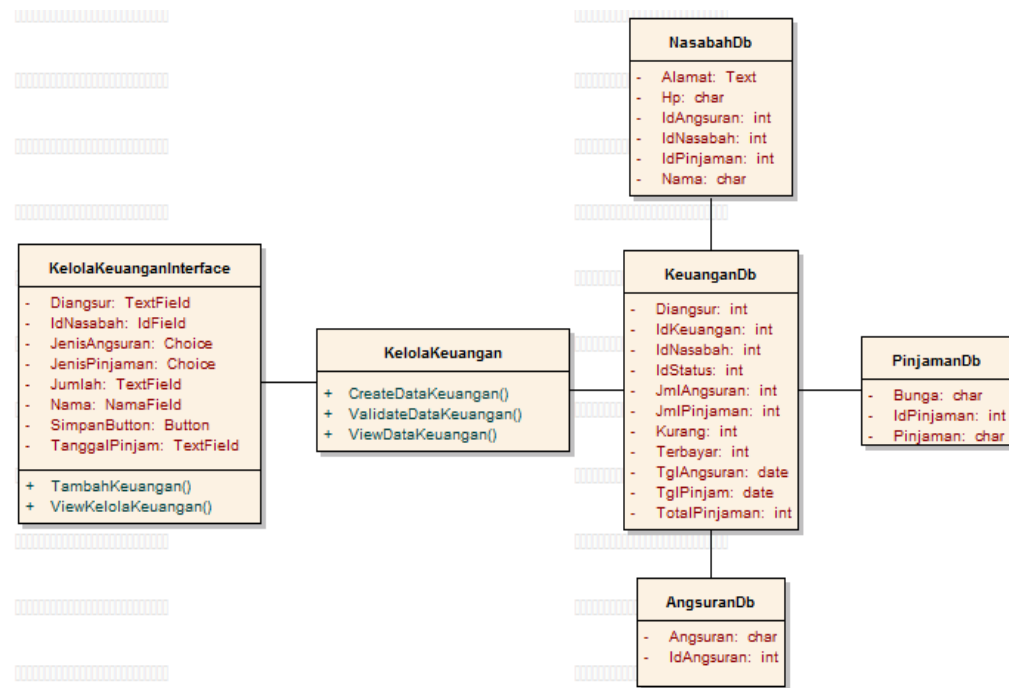 NasabahDb
- Alamat: Text
- Hp: char
- IdAngsuran: int
- IdNasabah: int
- IdPinjaman: int
- Nama: char
KelolaKeuanganInterface
- Diangsur: TextField
- IdNasabah: IdField
- JenisAngsuran: Choice
- JenisPinjaman: Choice
- Jumlah: TextField
- Nama: NamaField
- SimpanButton: Button
- TanggalPinjam: TextField
+ TambahKeuangan()
+ ViewKelolaKeuangan()
KelolaKeuangan
+ CreateDataKeuangan()
+ ValidateDataKeuangan()
+ ViewDataKeuangan()
KeuanganDb
- Diangsur: int
- IdKeuangan: int
- IdNasabah: int
- IdStatus: int
- JmlAngsuran: int
- JmlPinjaman: int
- Kurang: int
- Terbayar: int
- TglAngsuran: date
- TglPinjam: date
- TotalPinjaman: int
PinjamanDb
- Bunga: char
- IdPinjaman: int
- Pinjaman: char
AngsuranDb
- Angsuran: char
- IdAngsuran: int